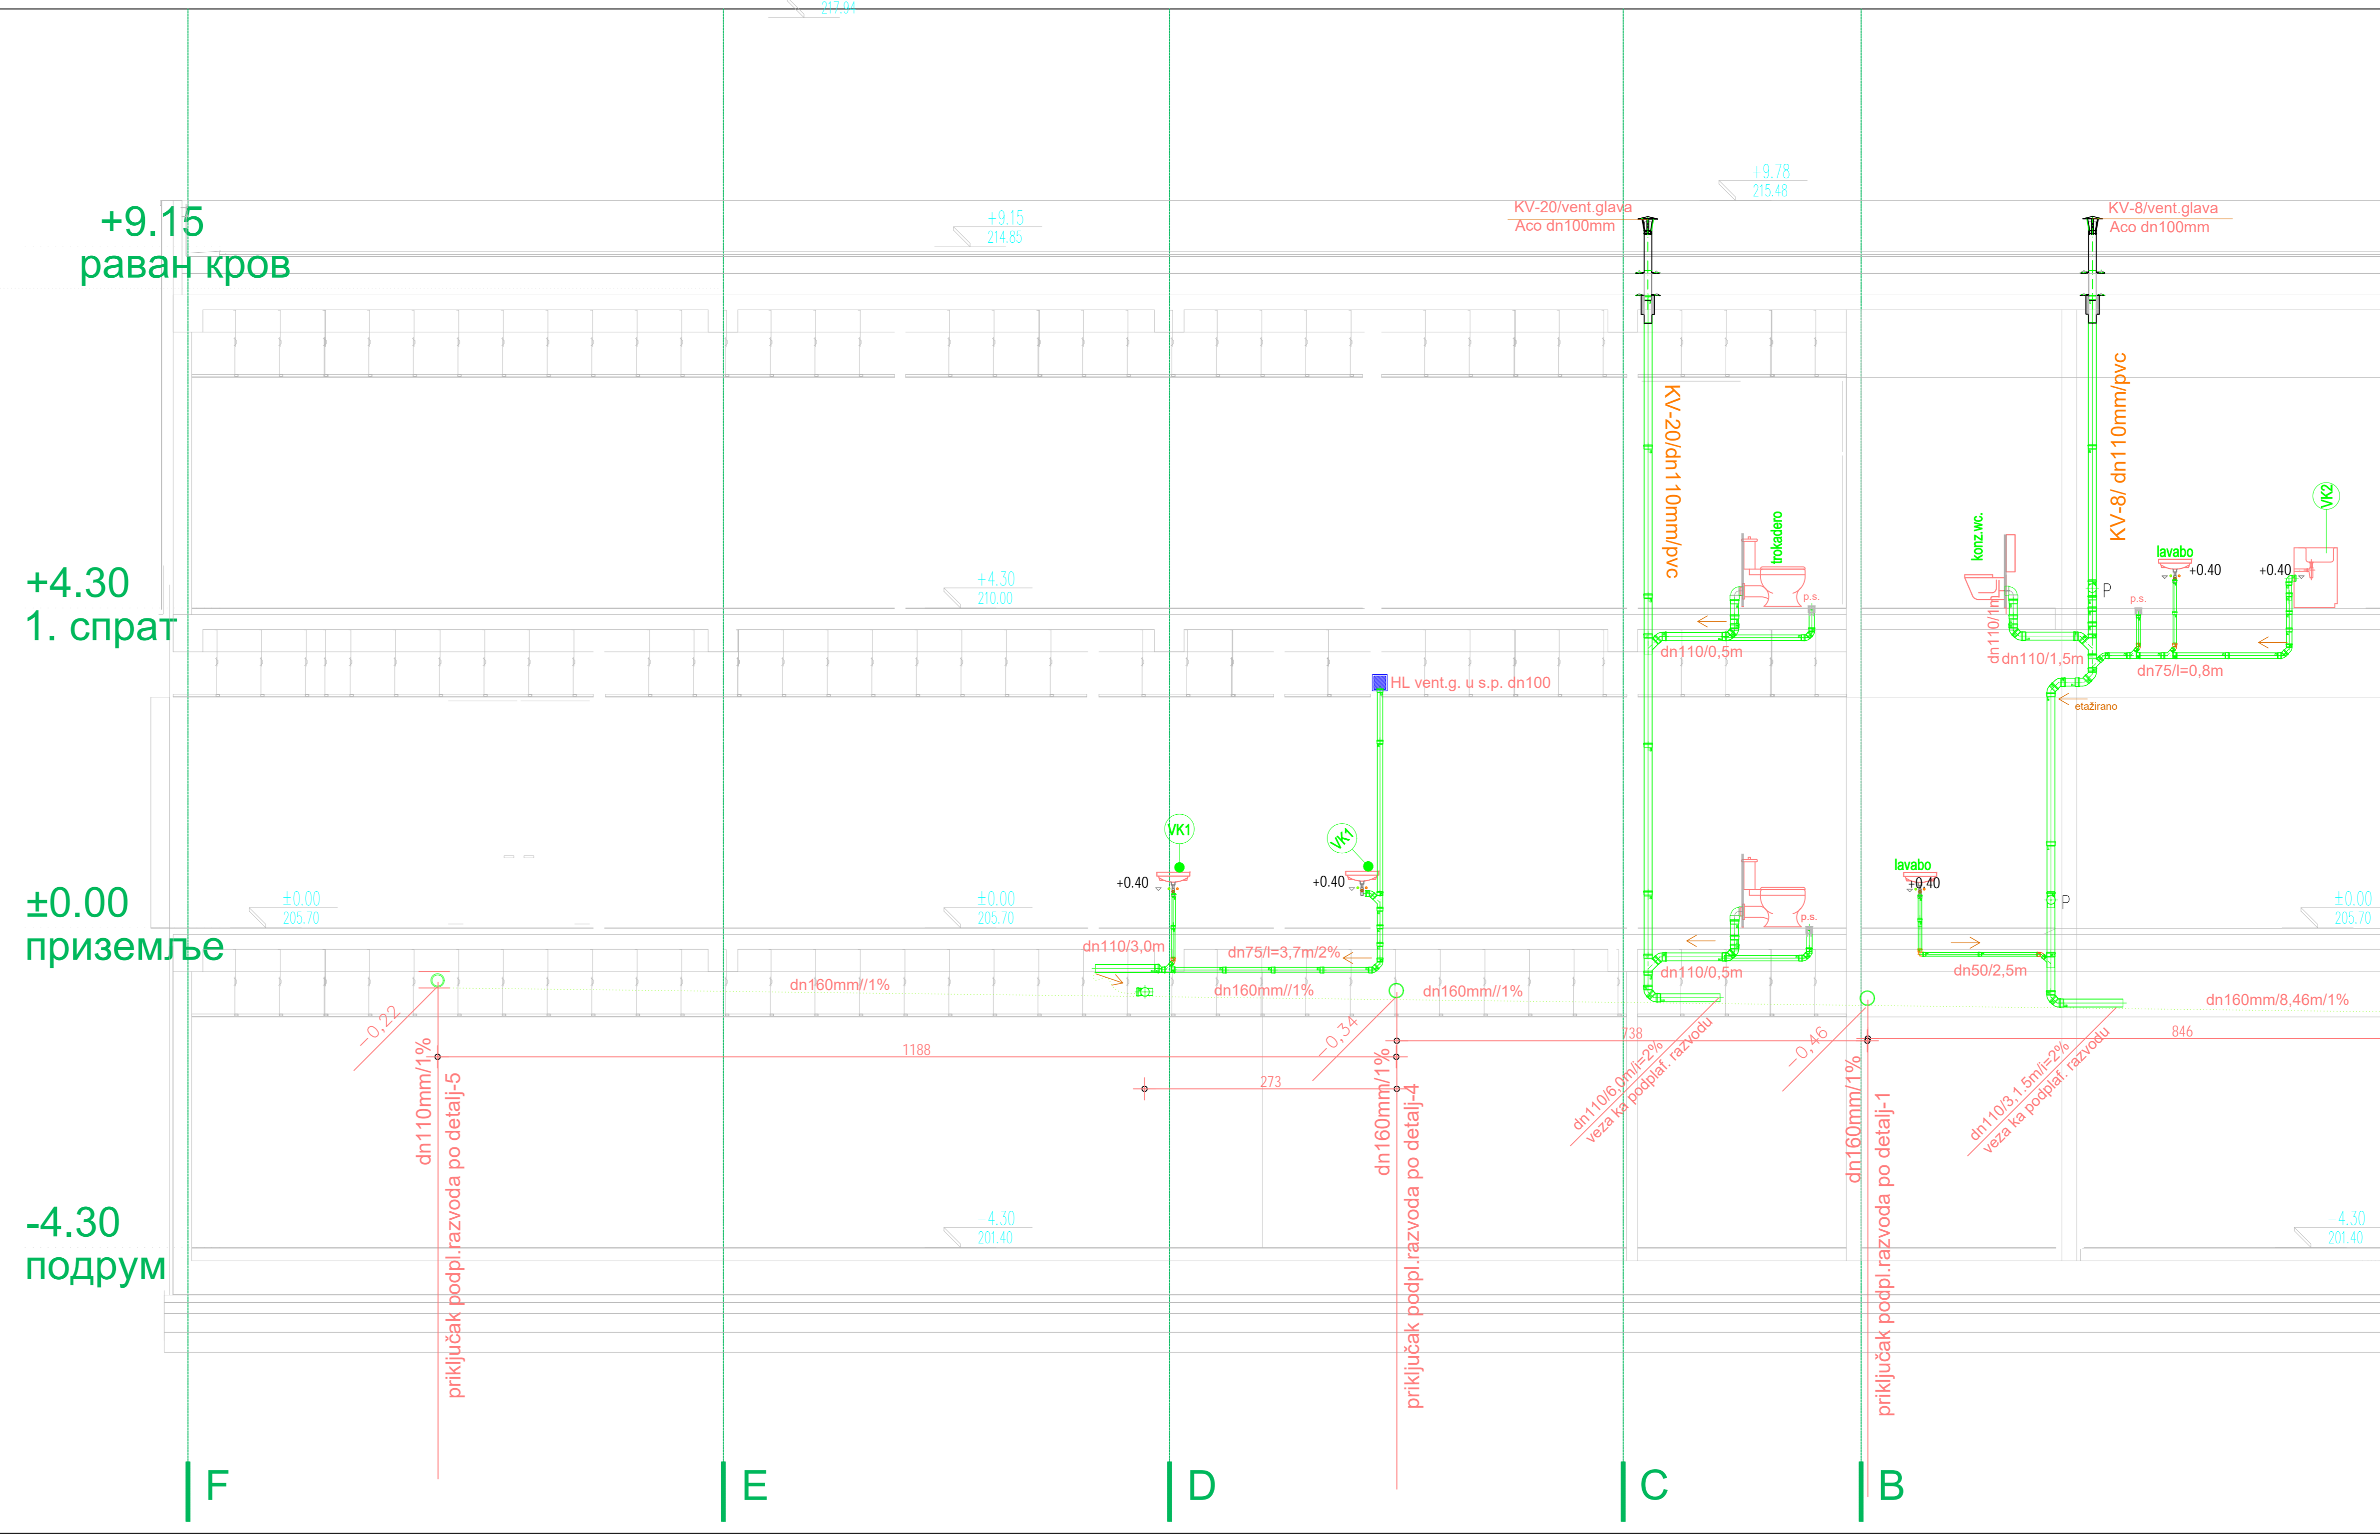 217.94
+9.78
215.48
+9.15
раван кров
+9.15
214.85
KV-20/vent.glava
Aco dn100mm
KV-8/vent.glava
Aco dn100mm
KV-20/dn110mm/pvc
KV-8/ dn110mm/pvc
trokadero
konz.wc.
VK2
lavabo
+0.40
+0.40
P
p.s.
p.s.
+4.30
1. спрат
+4.30
210.00
dn110/0,5m
dn110/1m
dn110/1,5m
dn75/l=0,8m
HL vent.g. u s.p. dn100
etažirano
VK1
VK1
+0.40
+0.40
lavabo
+0.40
P
p.s.
±0.00
приземље
±0.00
205.70
±0.00
205.70
±0.00
205.70
dn110/3,0m
dn75/l=3,7m/2%
dn110/0,5m
dn50/2,5m
dn160mm//1%
dn160mm//1%
dn160mm//1%
dn160mm/8,46m/1%
-0,22
-0,34
-0,46
1188
738
846
273
dn110mm/1%
priključak podpl.razvoda po detalj-5
dn160mm/1%
priključak podpl.razvoda po detalj-4
dn110/6,0m/i=2%
veza ka podplaf. razvodu
dn160mm/1%
priključak podpl.razvoda po detalj-1
dn110/3,1.5m/i=2%
veza ka podplaf. razvodu
-4.30
подрум
-4.30
201.40
-4.30
201.40
F
E
D
C
B